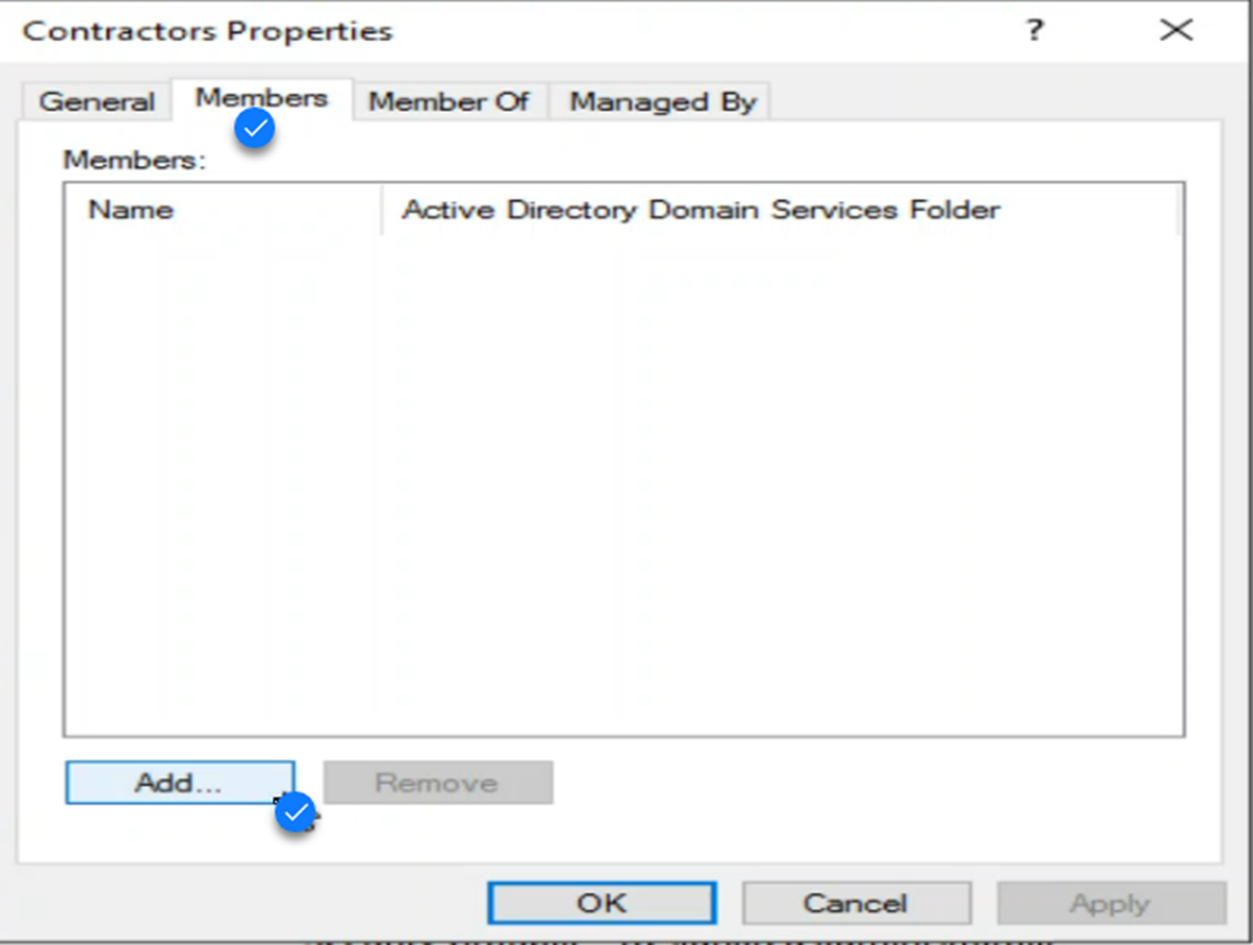 Contractors Properties ?
General Members Member Of Managed By
Members:
Name Active Directory Domain Services Folder
Add... Remove
OK Cancel Apply